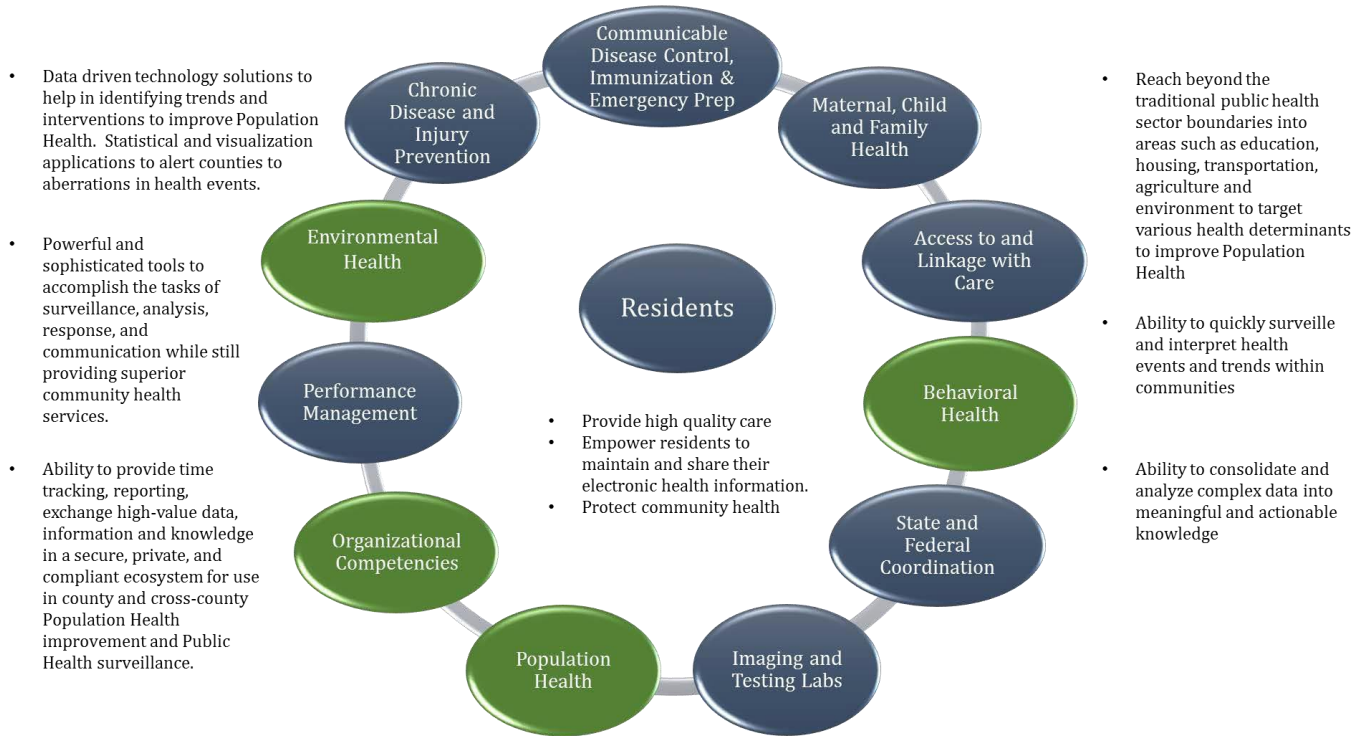 Communicable
Disease Control,
Immunization &
Emergency Prep
Maternal, Child
and Family
Health
Access to and
Linkage with
Care
Behavioral
Health
State and
Federal
Coordination
Imaging and
Testing Labs
Population
Health
Organizational
Competencies
Performance
Management
Environmental
Health
Chronic
Disease and
Injury
Prevention
Residents
• Provide high quality care
• Empower residents to
maintain and share their
electronic health information.
• Protect community health
• Data driven technology solutions to
help in identifying trends and
interventions to improve Population
Health. Statistical and visualization
applications to alert counties to
aberrations in health events.
• Powerful and
sophisticated tools to
accomplish the tasks of
surveillance, analysis,
response, and
communication while still
providing superior
community health
services.
• Ability to provide time
tracking, reporting,
exchange high-value data,
information and knowledge
in a secure, private, and
compliant ecosystem for use
in county and cross-county
Population Health
improvement and Public
Health surveillance.
• Reach beyond the
traditional public health
sector boundaries into
areas such as education,
housing, transportation,
agriculture and
environment to target
various health determinants
to improve Population
Health
• Ability to quickly surveille
and interpret health
events and trends within
communities
• Ability to consolidate and
analyze complex data into
meaningful and actionable
knowledge